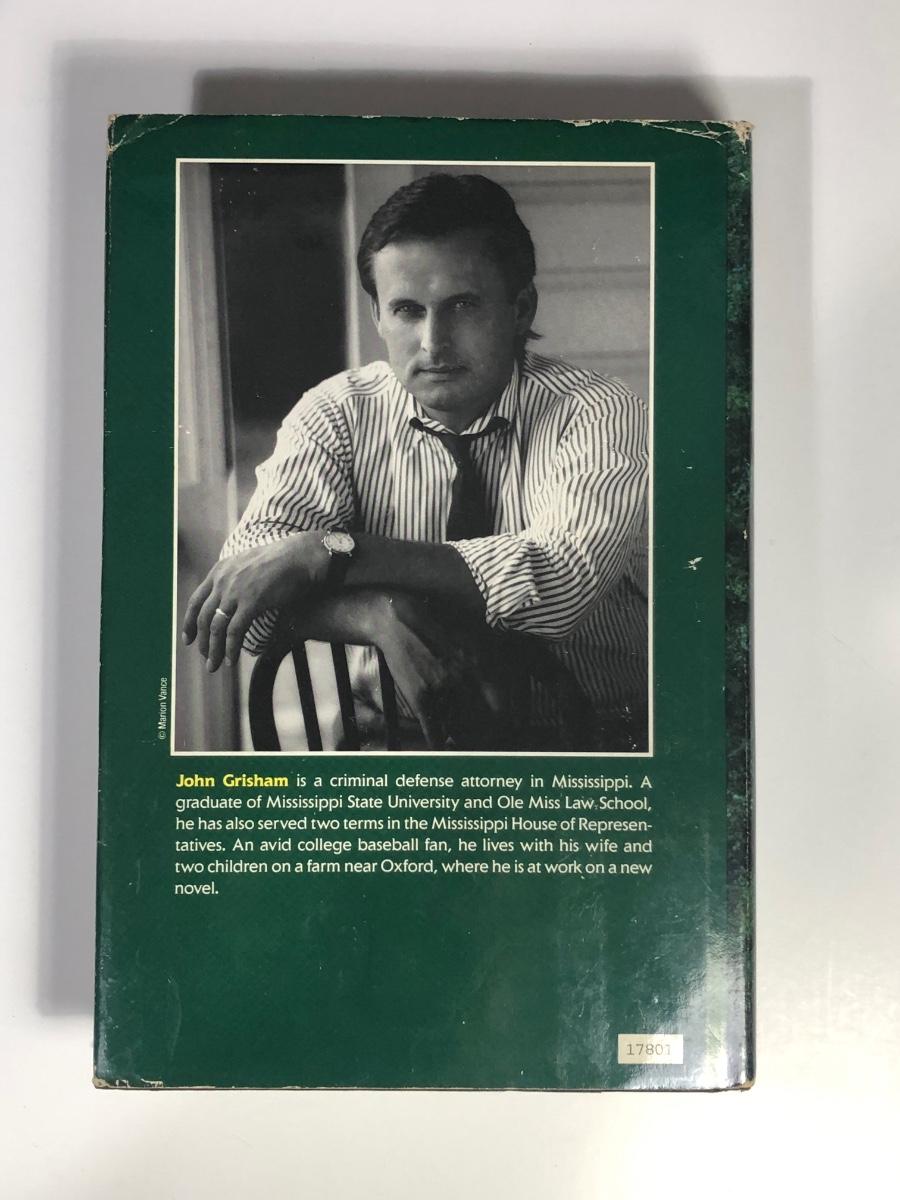 © Marion Vance
John Grisham is a criminal defense attorney in Mississippi. A
graduate of Mississippi State University and Ole Miss Law School,
he has also served two terms in the Mississippi House of Represen-
tatives. An avid college baseball fan, he lives with his wife and
two children on a farm near Oxford, where he is at work on a new
novel.
17801